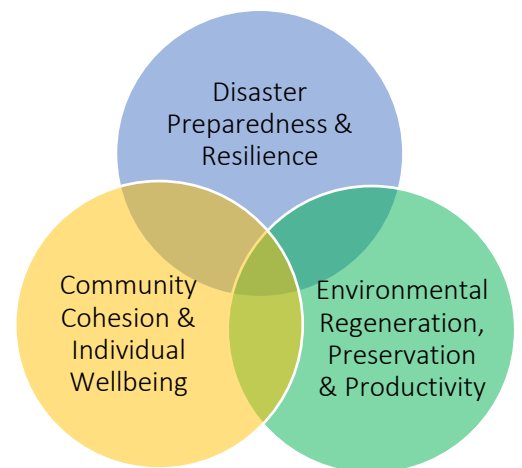 Disaster
Preparedness &
Resilience
Community
Cohesion &
Individual
Wellbeing
Environmental
Regeneration,
Preservation
& Productivity